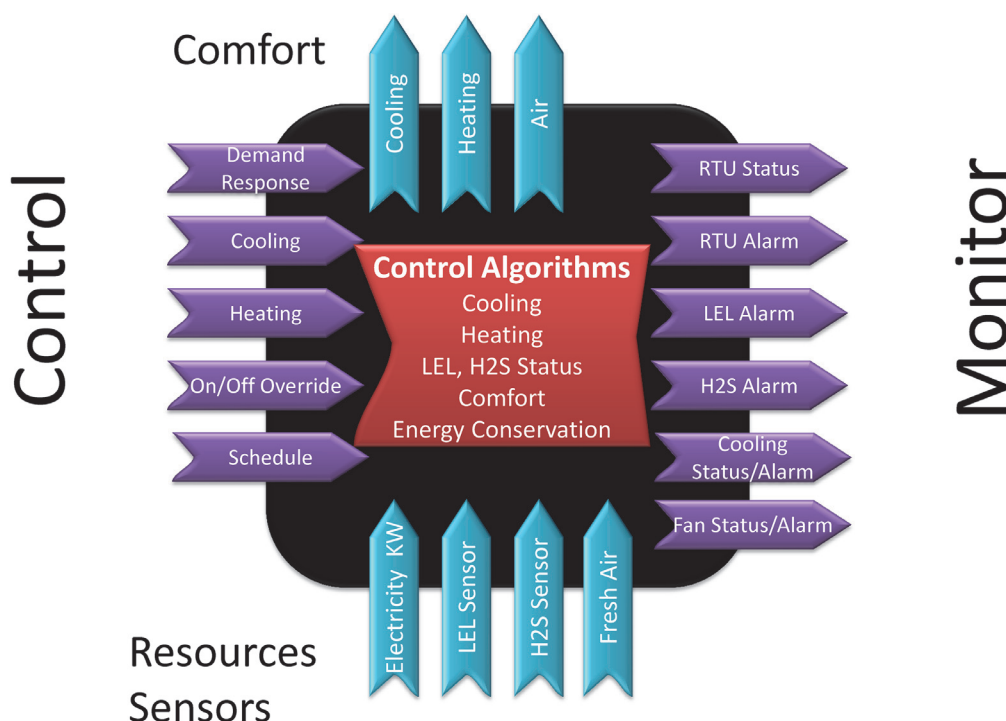 Comfort
Cooling
Heating
Air
Control
Demand
Response
Cooling
Heating
On/Off Override
Schedule
Control Algorithms
Cooling
Heating
LEL, H2S Status
Comfort
Energy Conservation
RTU Status
RTU Alarm
LEL Alarm
H2S Alarm
Cooling
Status/Alarm
Fan Status/Alarm
Monitor
Electricity KW
LEL Sensor
H2S Sensor
Fresh Air
Resources
Sensors